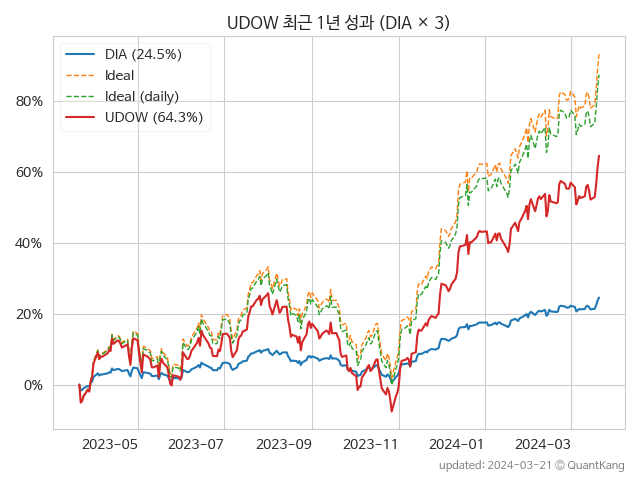 UDOW 최근 1년 성과 (DIA × 3)
DIA (24.5%)
Ideal
Ideal (daily)
UDOW (64.3%)
80%
60%
40%
20%
0%
2023-05 2023-07 2023-09 2023-11 2024-01 2024-03
updated: 2024-03-21 © QuantKang